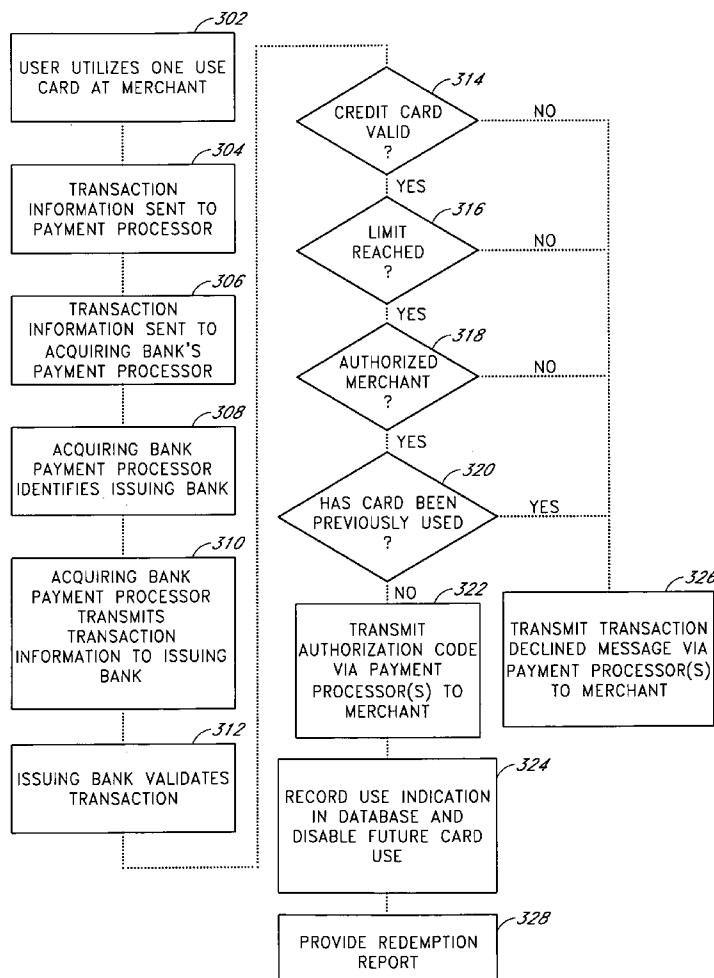 302
USER UTILIZES ONE USE
CARD AT MERCHANT
304
TRANSACTION
INFORMATION SENT TO
PAYMENT PROCESSOR
306
TRANSACTION
INFORMATION SENT TO
ACQUIRING BANK'S
PAYMENT PROCESSOR
308
ACQUIRING BANK
PAYMENT PROCESSOR
IDENTIFIES ISSUING BANK
310
ACQUIRING BANK
PAYMENT PROCESSOR
TRANSMITS
TRANSACTION
INFORMATION TO ISSUING
BANK
312
ISSUING BANK VALIDATES
TRANSACTION
314
CREDIT CARD
VALID
?
NO
YES
316
LIMIT
REACHED
?
NO
YES
318
AUTHORIZED
MERCHANT
?
NO
YES
320
HAS CARD BEEN
PREVIOUSLY USED
?
YES
NO
322
TRANSMIT
AUTHORIZATION CODE
VIA PAYMENT
PROCESSOR(S) TO
MERCHANT
326
TRANSMIT TRANSACTION
DECLINED MESSAGE VIA
PAYMENT PROCESSOR(S)
TO MERCHANT
324
RECORD USE INDICATION
IN DATABASE AND
DISABLE FUTURE CARD
USE
328
PROVIDE REDEMPTION
REPORT